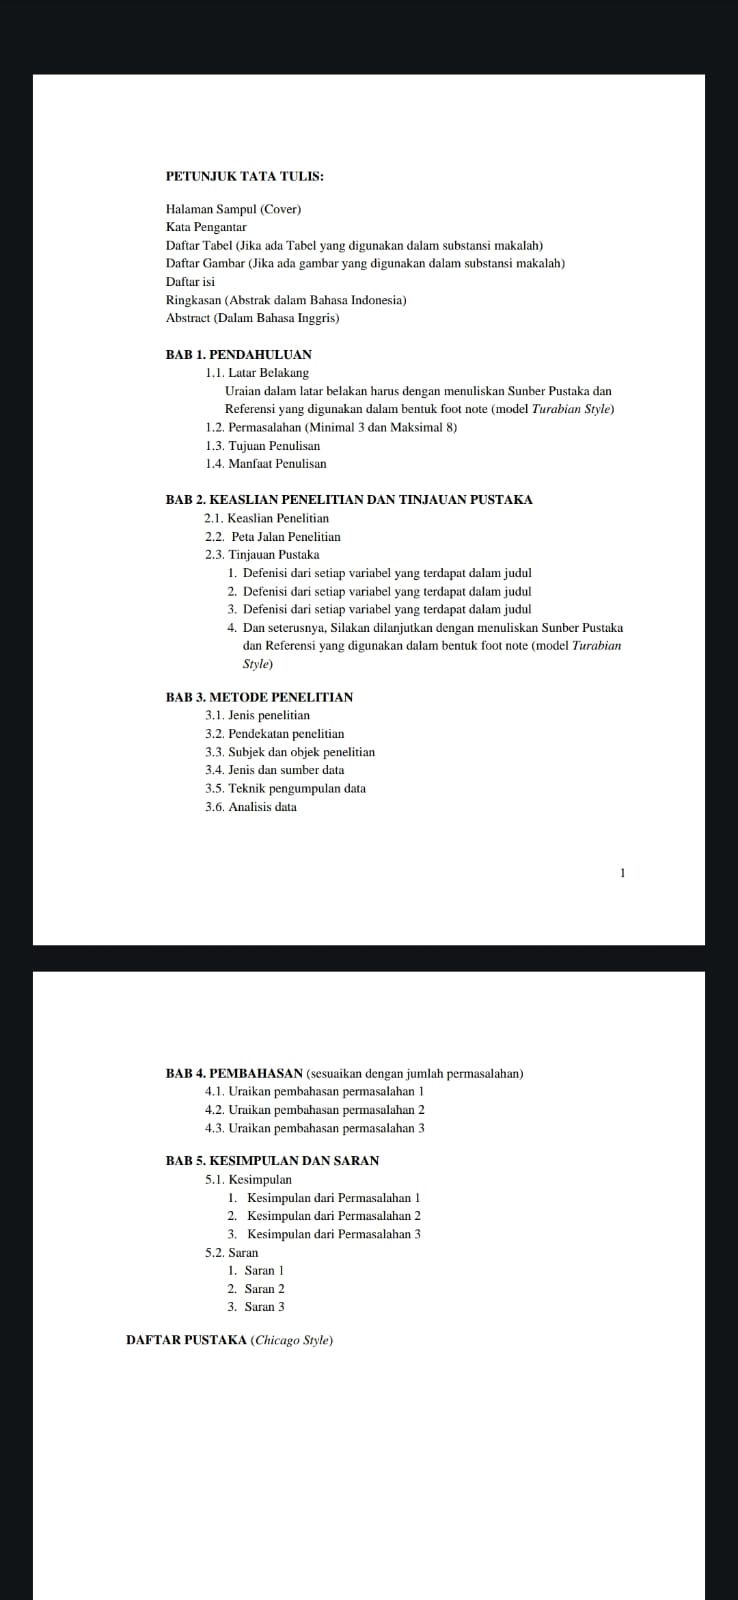 PETUNJUK TATA TULIS:
Halaman Sampul (Cover)
Kata Pengantar
Daftar Tabel (Jika ada Tabel yang digunakan dalam substansi makalah)
Daftar Gambar (Jika ada gambar yang digunakan dalam substansi makalah)
Daftar isi
Ringkasan (Abstrak dalam Bahasa Indonesia)
Abstract (Dalam Bahasa Inggris)
BAB 1. PENDAHULUAN
1.1. Latar Belakang
Uraian dalam latar belakan harus dengan menuliskan Sunber Pustaka dan
Referensi yang digunakan dalam bentuk foot note (model Turabian Style)
1.2. Permasalahan (Minimal 3 dan Maksimal 8)
1.3. Tujuan Penulisan
1.4. Manfaat Penulisan
BAB 2. KEASLIAN PENELITIAN DAN TINJAUAN PUSTAKA
2.1. Keaslian Penelitian
2.2. Peta Jalan Penelitian
2.3. Tinjauan Pustaka
1. Defenisi dari setiap variabel yang terdapat dalam judul
2. Defenisi dari setiap variabel yang terdapat dalam judul
3. Defenisi dari setiap variabel yang terdapat dalam judul
4. Dan seterusnya, Silakan dilanjutkan dengan menuliskan Sunber Pustaka
dan Referensi yang digunakan dalam bentuk foot note (model Turabian
Style)
BAB 3. METODE PENELITIAN
3.1. Jenis penelitian
3.2. Pendekatan penelitian
3.3. Subjek dan objek penelitian
3.4. Jenis dan sumber data
3.5. Teknik pengumpulan data
3.6. Analisis data
1
BAB 4. PEMBAHASAN (sesuaikan dengan jumlah permasalahan)
4.1. Uraikan pembahasan permasalahan 1
4.2. Uraikan pembahasan permasalahan 2
4.3. Uraikan pembahasan permasalahan 3
BAB 5. KESIMPULAN DAN SARAN
5.1. Kesimpulan
1. Kesimpulan dari Permasalahan 1
2. Kesimpulan dari Permasalahan 2
3. Kesimpulan dari Permasalahan 3
5.2. Saran
1. Saran 1
2. Saran 2
3. Saran 3
DAFTAR PUSTAKA (Chicago Style)